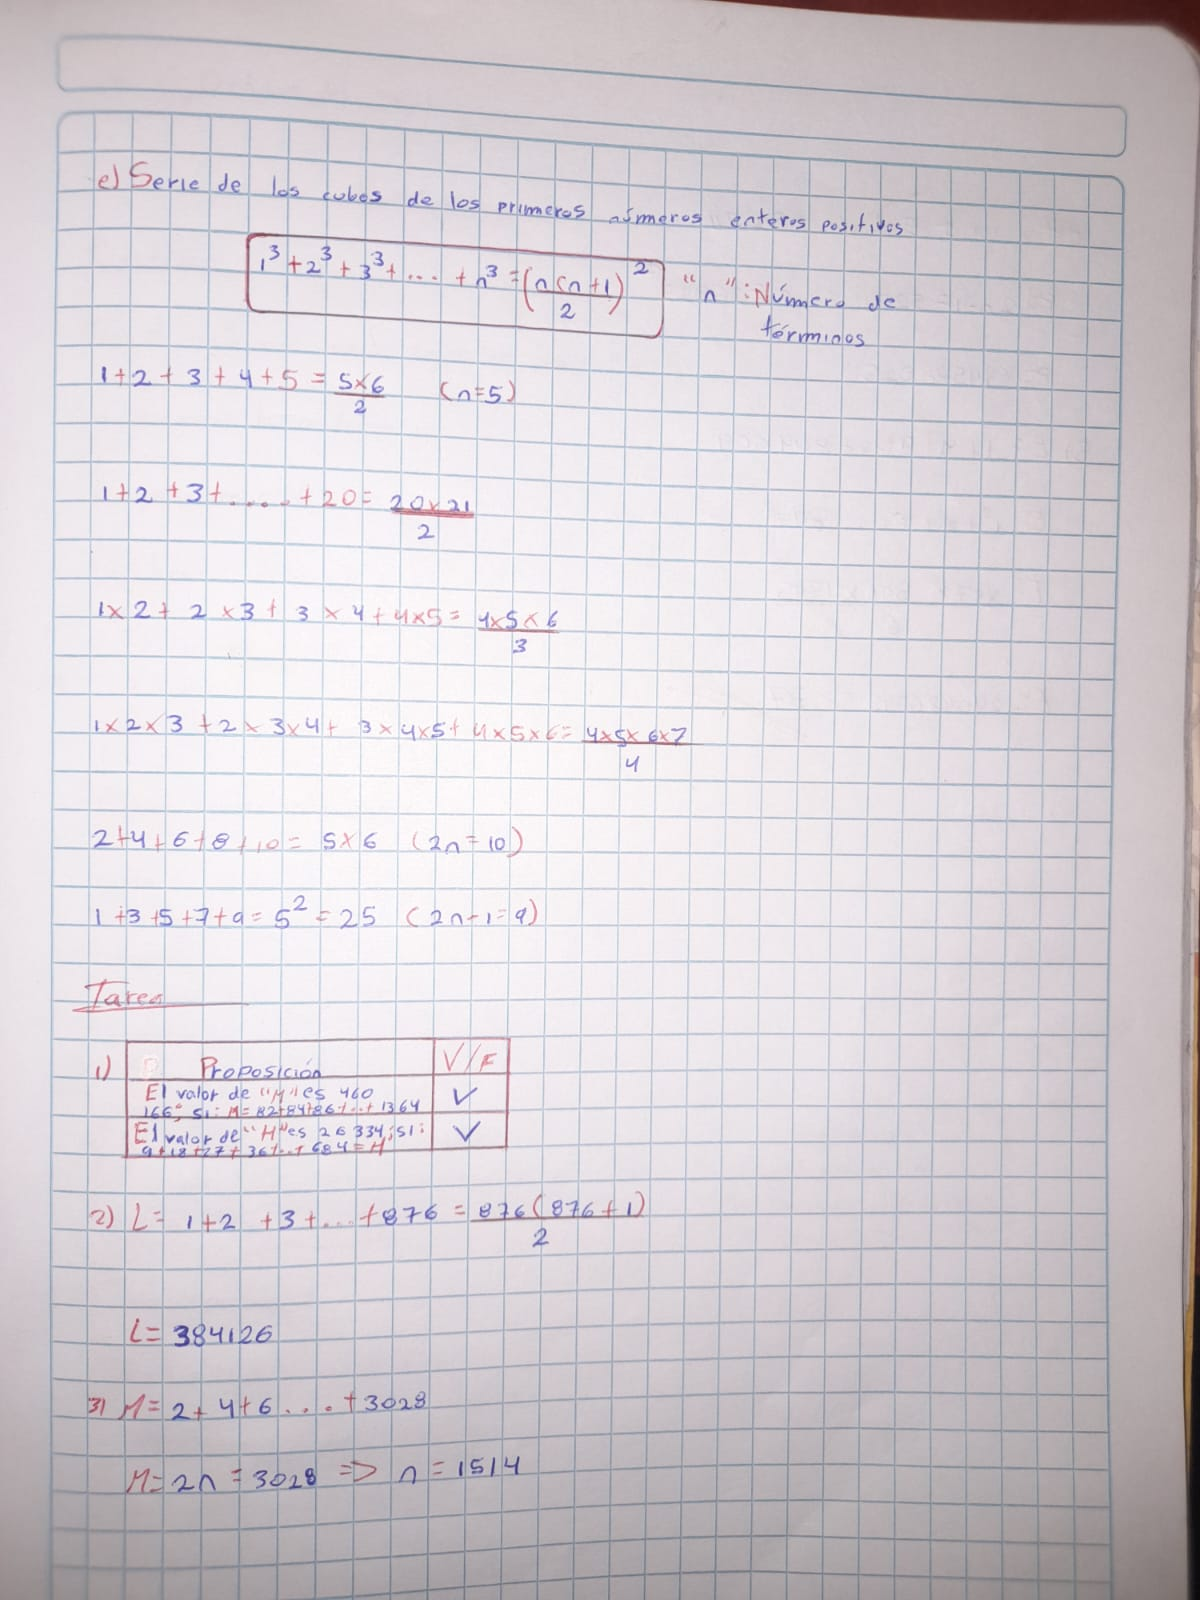 e) Serie de los cubos de los primeros números enteros positivos
1³ + 2³ + 3³ + ... + n³ = (n(n+1)/2)² "n": Número de
términos
1+2+3+4+5 = 5×6/2 (n=5)
1+2+3+.....+20 = 20×21/2
1×2+2×3+3×4+4×5 = 4×5×6/3
1×2×3+2×3×4+3×4×5+4×5×6 = 4×5×6×7/4
2+4+6+8+10 = 5×6 (2n=10)
1+3+5+7+9 = 5² = 25 (2n-1=9)
Tarea
1) Proposición V/F
El valor de "M" es 460 ✓
166; si: M= 82+84+86+...+1364
El valor de "H" es 26 334; si: ✓
9+18+27+36+...+684=H
2) L= 1+2+3+...+876 = 876(876+1)/2
L= 384126
3) M= 2+4+6...+3028
M= 2n = 3028 => n = 1514